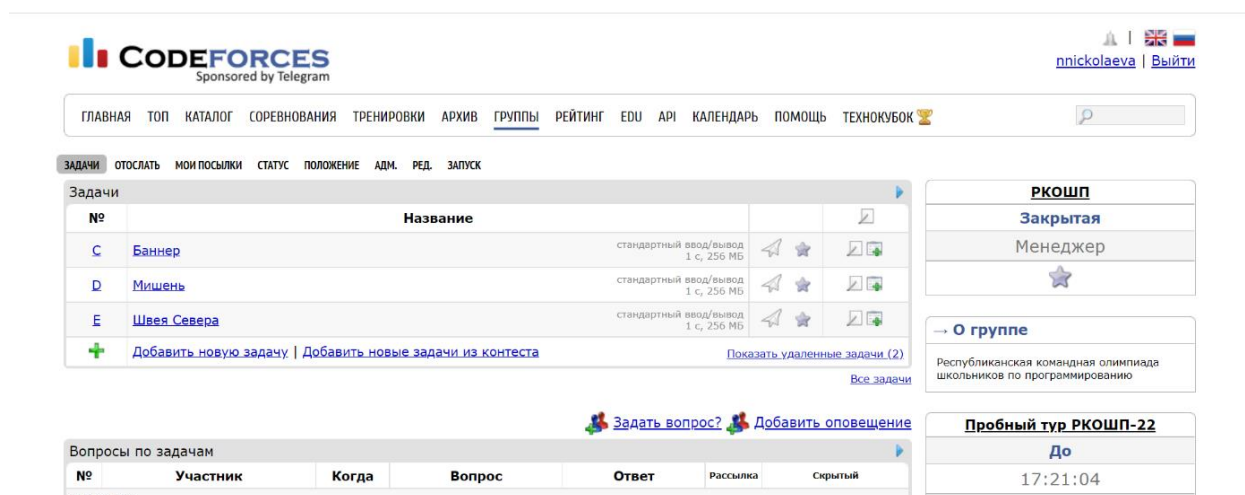 CODEFORCES
Sponsored by Telegram
nnickolaeva | Выйти
ГЛАВНАЯ ТОП КАТАЛОГ СОРЕВНОВАНИЯ ТРЕНИРОВКИ АРХИВ ГРУППЫ РЕЙТИНГ EDU API КАЛЕНДАРЬ ПОМОЩЬ ТЕХНОКУБОК
ЗАДАЧИ ОТОСЛАТЬ МОИ ПОСЫЛКИ СТАТУС ПОЛОЖЕНИЕ АДМ. РЕД. ЗАПУСК
Задачи
№ Название
C Баннер стандартный ввод/вывод
1 с, 256 МБ
D Мишень стандартный ввод/вывод
1 с, 256 МБ
E Швея Севера стандартный ввод/вывод
1 с, 256 МБ
Добавить новую задачу | Добавить новые задачи из контеста Показать удаленные задачи (2)
Все задачи
Задать вопрос? Добавить оповещение
Вопросы по задачам
№ Участник Когда Вопрос Ответ Рассылка Скрытый
РКОШП
Закрытая
Менеджер
→ О группе
Республиканская командная олимпиада
школьников по программированию
Пробный тур РКОШП-22
До
17:21:04